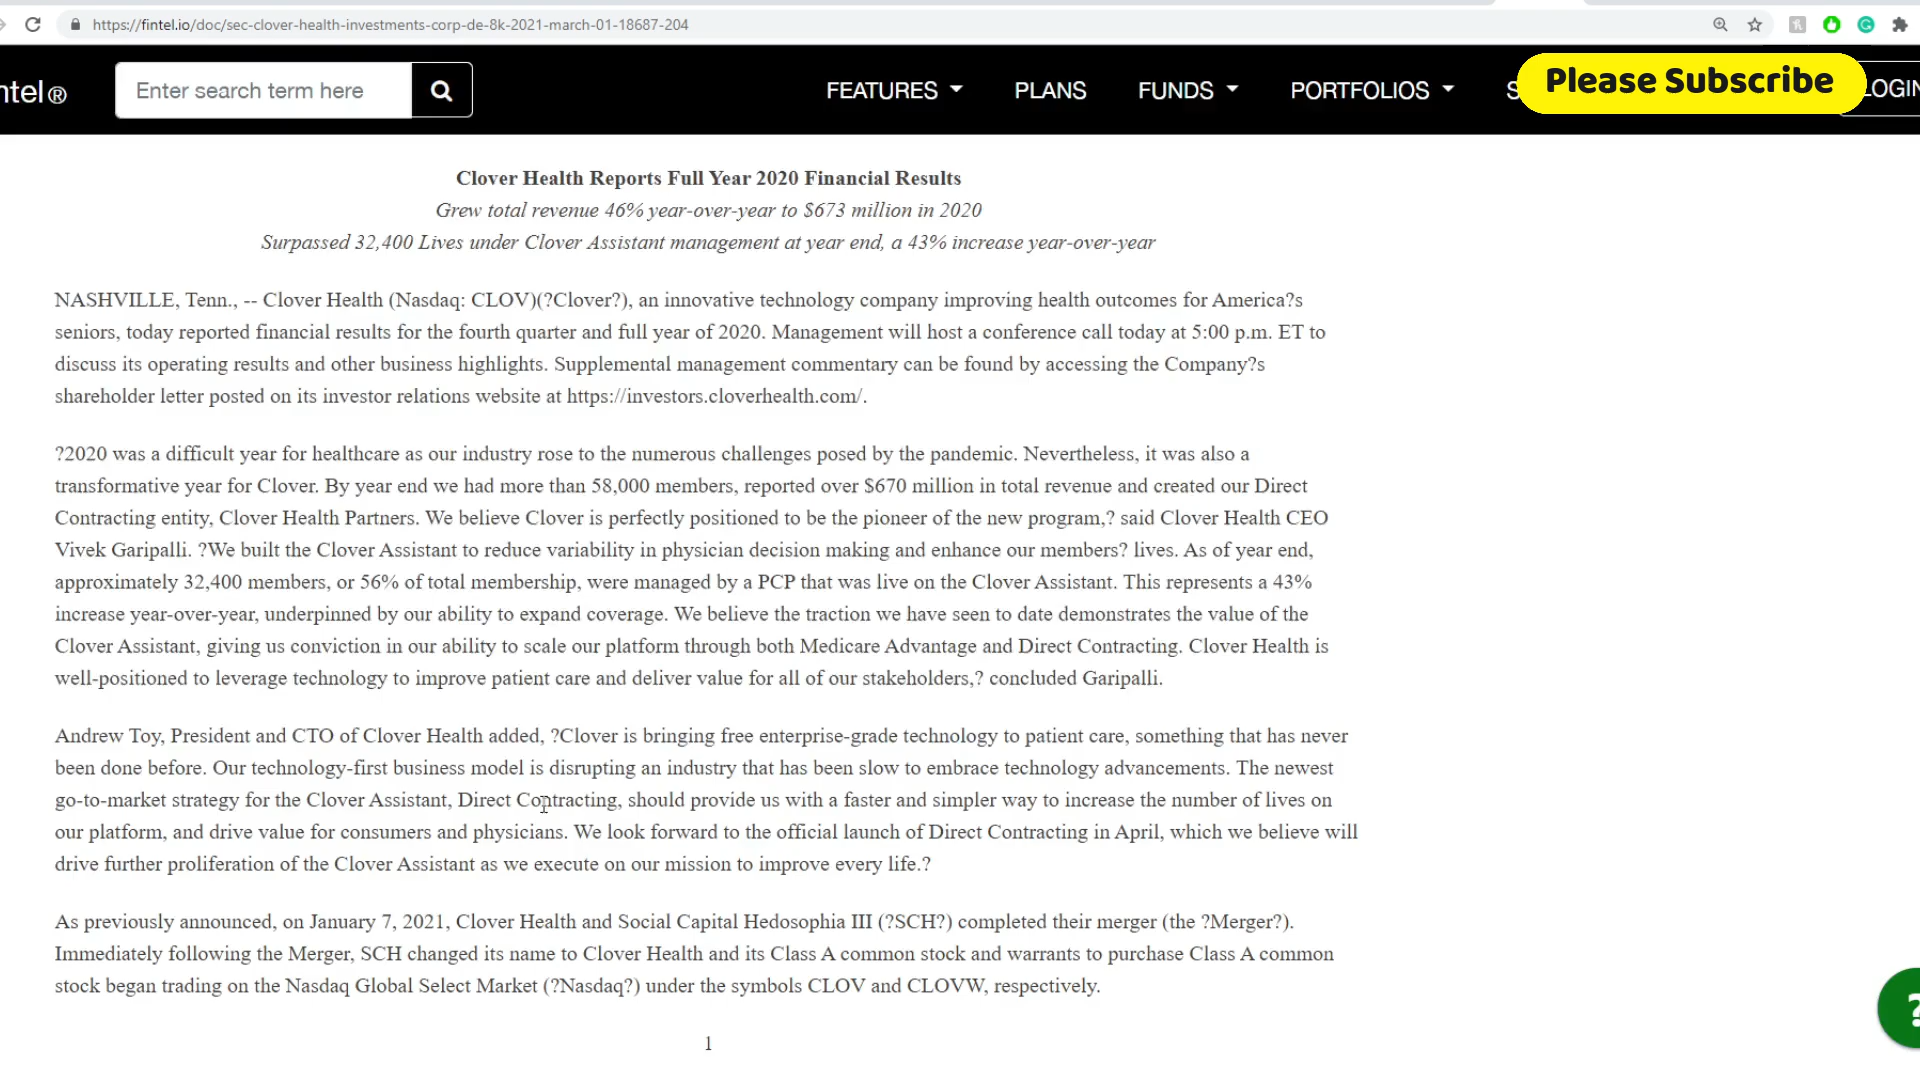 https://fintel.io/doc/sec-clover-health-investments-corp-de-8k-2021-march-01-18687-204
ntel®
Enter search term here
FEATURES
PLANS
FUNDS
PORTFOLIOS
Please Subscribe
LOGIN
Clover Health Reports Full Year 2020 Financial Results
Grew total revenue 46% year-over-year to $673 million in 2020
Surpassed 32,400 Lives under Clover Assistant management at year end, a 43% increase year-over-year
NASHVILLE, Tenn., -- Clover Health (Nasdaq: CLOV)(?Clover?), an innovative technology company improving health outcomes for America?s
seniors, today reported financial results for the fourth quarter and full year of 2020. Management will host a conference call today at 5:00 p.m. ET to
discuss its operating results and other business highlights. Supplemental management commentary can be found by accessing the Company?s
shareholder letter posted on its investor relations website at https://investors.cloverhealth.com/.
?2020 was a difficult year for healthcare as our industry rose to the numerous challenges posed by the pandemic. Nevertheless, it was also a
transformative year for Clover. By year end we had more than 58,000 members, reported over $670 million in total revenue and created our Direct
Contracting entity, Clover Health Partners. We believe Clover is perfectly positioned to be the pioneer of the new program,? said Clover Health CEO
Vivek Garipalli. ?We built the Clover Assistant to reduce variability in physician decision making and enhance our members? lives. As of year end,
approximately 32,400 members, or 56% of total membership, were managed by a PCP that was live on the Clover Assistant. This represents a 43%
increase year-over-year, underpinned by our ability to expand coverage. We believe the traction we have seen to date demonstrates the value of the
Clover Assistant, giving us conviction in our ability to scale our platform through both Medicare Advantage and Direct Contracting. Clover Health is
well-positioned to leverage technology to improve patient care and deliver value for all of our stakeholders,? concluded Garipalli.
Andrew Toy, President and CTO of Clover Health added, ?Clover is bringing free enterprise-grade technology to patient care, something that has never
been done before. Our technology-first business model is disrupting an industry that has been slow to embrace technology advancements. The newest
go-to-market strategy for the Clover Assistant, Direct Contracting, should provide us with a faster and simpler way to increase the number of lives on
our platform, and drive value for consumers and physicians. We look forward to the official launch of Direct Contracting in April, which we believe will
drive further proliferation of the Clover Assistant as we execute on our mission to improve every life.?
As previously announced, on January 7, 2021, Clover Health and Social Capital Hedosophia III (?SCH?) completed their merger (the ?Merger?).
Immediately following the Merger, SCH changed its name to Clover Health and its Class A common stock and warrants to purchase Class A common
stock began trading on the Nasdaq Global Select Market (?Nasdaq?) under the symbols CLOV and CLOVW, respectively.
1
?